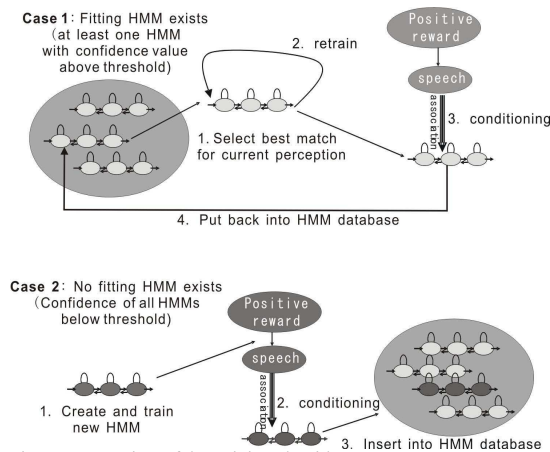 Case 1: Fitting HMM exists
(at least one HMM
with confidence value
above threshold)
2. retrain
Positive
reward
speech
association
3. conditioning
1. Select best match
for current perception
4. Put back into HMM database
Case 2: No fitting HMM exists
(Confidence of all HMMs
below threshold)
Positive
reward
speech
association
2. conditioning
1. Create and train
new HMM
3. Insert into HMM database